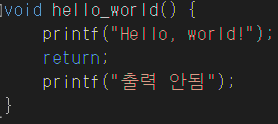 void hello_world() {
    printf("Hello, world!");
    return;
    printf("출력 안됨");
}